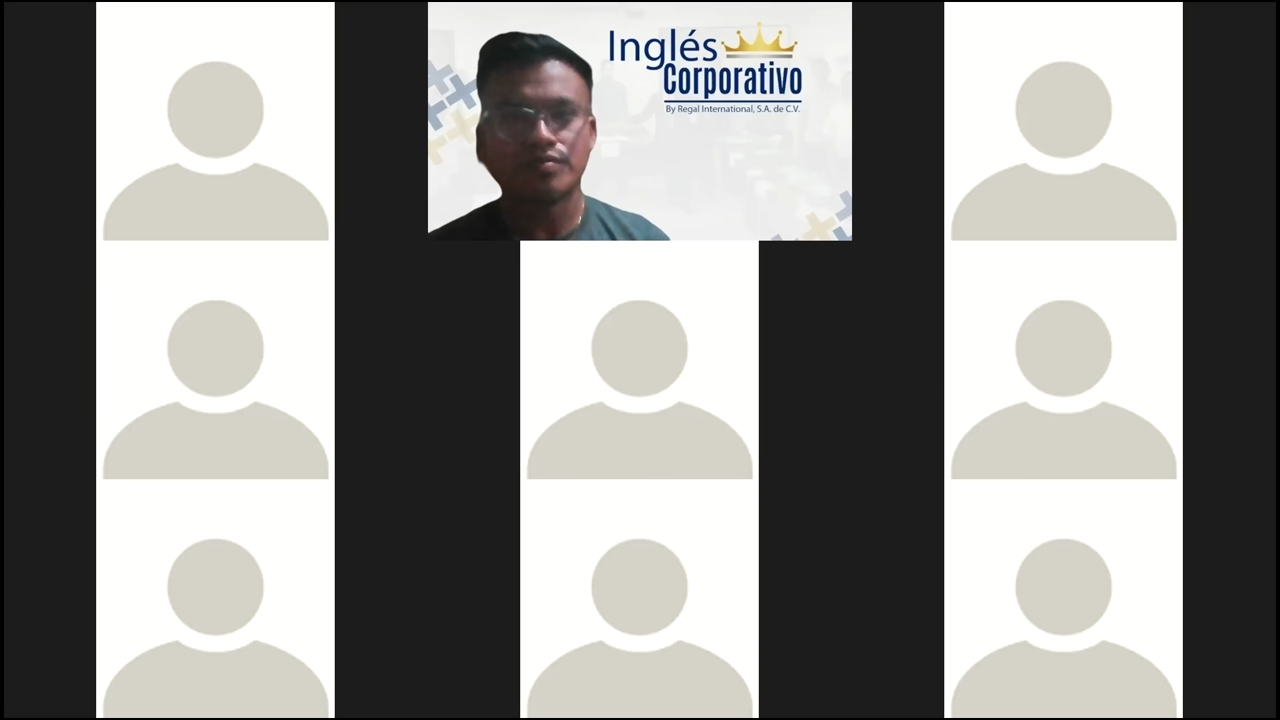 Inglés
Corporativo
By Regal International, S.A. de C.V.